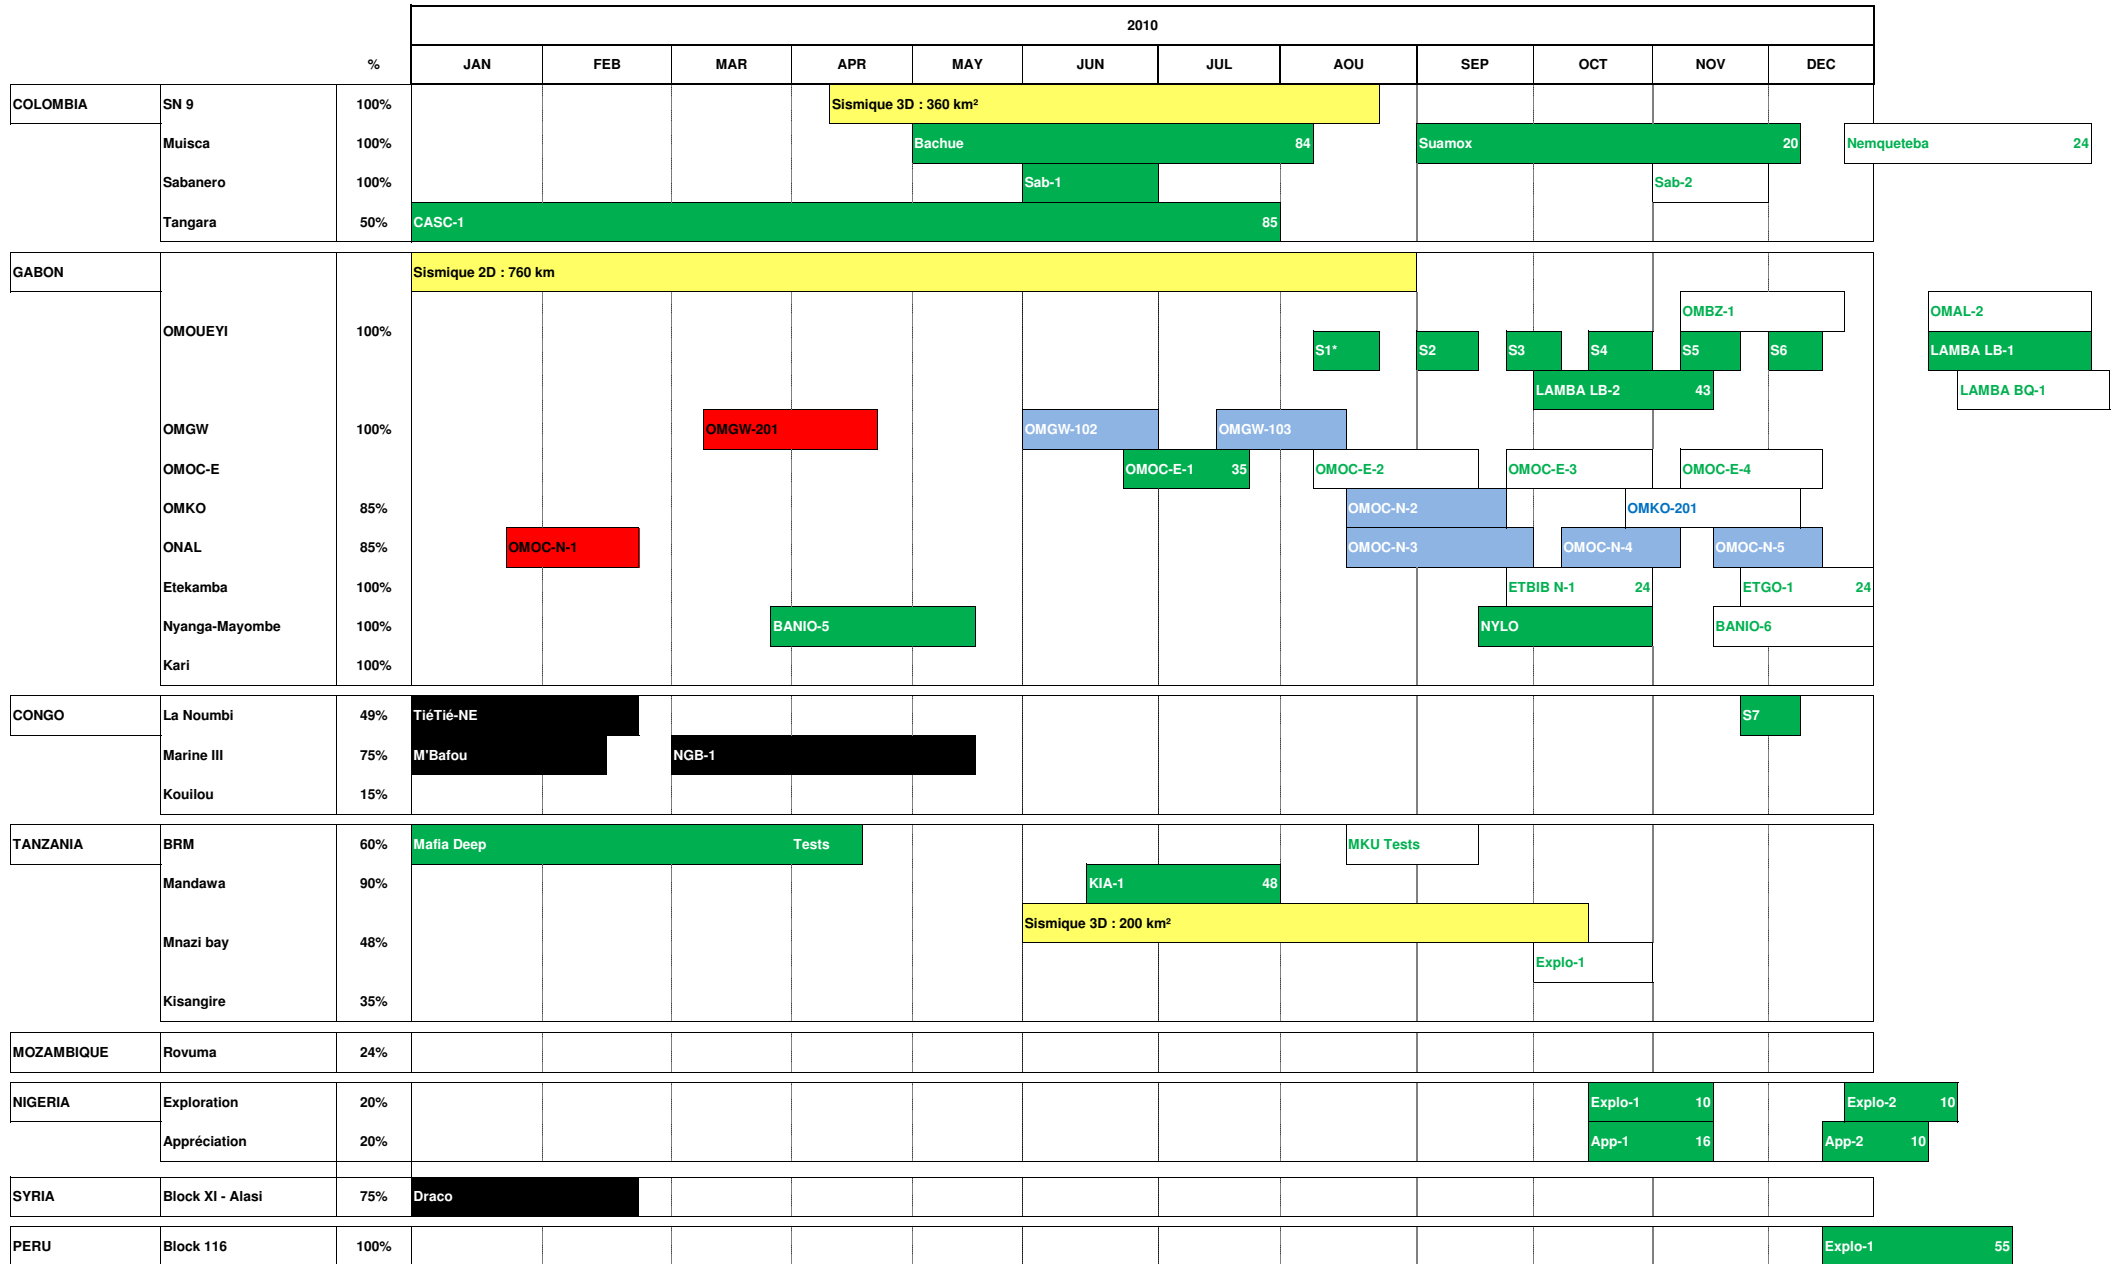 2010
% JAN FEB MAR APR MAY JUN JUL AOU SEP OCT NOV DEC
COLOMBIA SN 9 100% Sismique 3D : 360 km²
Muisca 100% Bachue 84 Suamox 20 Nemqueteba 24
Sabanero 100% Sab-1 Sab-2
Tangara 50% CASC-1 85
GABON Sismique 2D : 760 km
OMBZ-1 OMAL-2
OMOUEYI 100%
S1* S2 S3 S4 S5 S6 LAMBA LB-1
LAMBA LB-2 43 LAMBA BQ-1
OMGW 100% OMGW-201 OMGW-102 OMGW-103
OMOC-E OMOC-E-1 35 OMOC-E-2 OMOC-E-3 OMOC-E-4
OMKO 85% OMOC-N-2 OMKO-201
ONAL 85% OMOC-N-1 OMOC-N-3 OMOC-N-4 OMOC-N-5
Etekamba 100% ETBIB N-1 24 ETGO-1 24
Nyanga-Mayombe 100% BANIO-5 NYLO BANIO-6
Kari 100%
CONGO La Noumbi 49% TiéTié-NE S7
Marine III 75% M'Bafou NGB-1
Kouilou 15%
TANZANIA BRM 60% Mafia Deep Tests MKU Tests
Mandawa 90% KIA-1 48
Sismique 3D : 200 km²
Mnazi bay 48%
Explo-1
Kisangire 35%
MOZAMBIQUE Rovuma 24%
NIGERIA Exploration 20% Explo-1 10 Explo-2 10
Appréciation 20% App-1 16 App-2 10
SYRIA Block XI - Alasi 75% Draco
PERU Block 116 100% Explo-1 55